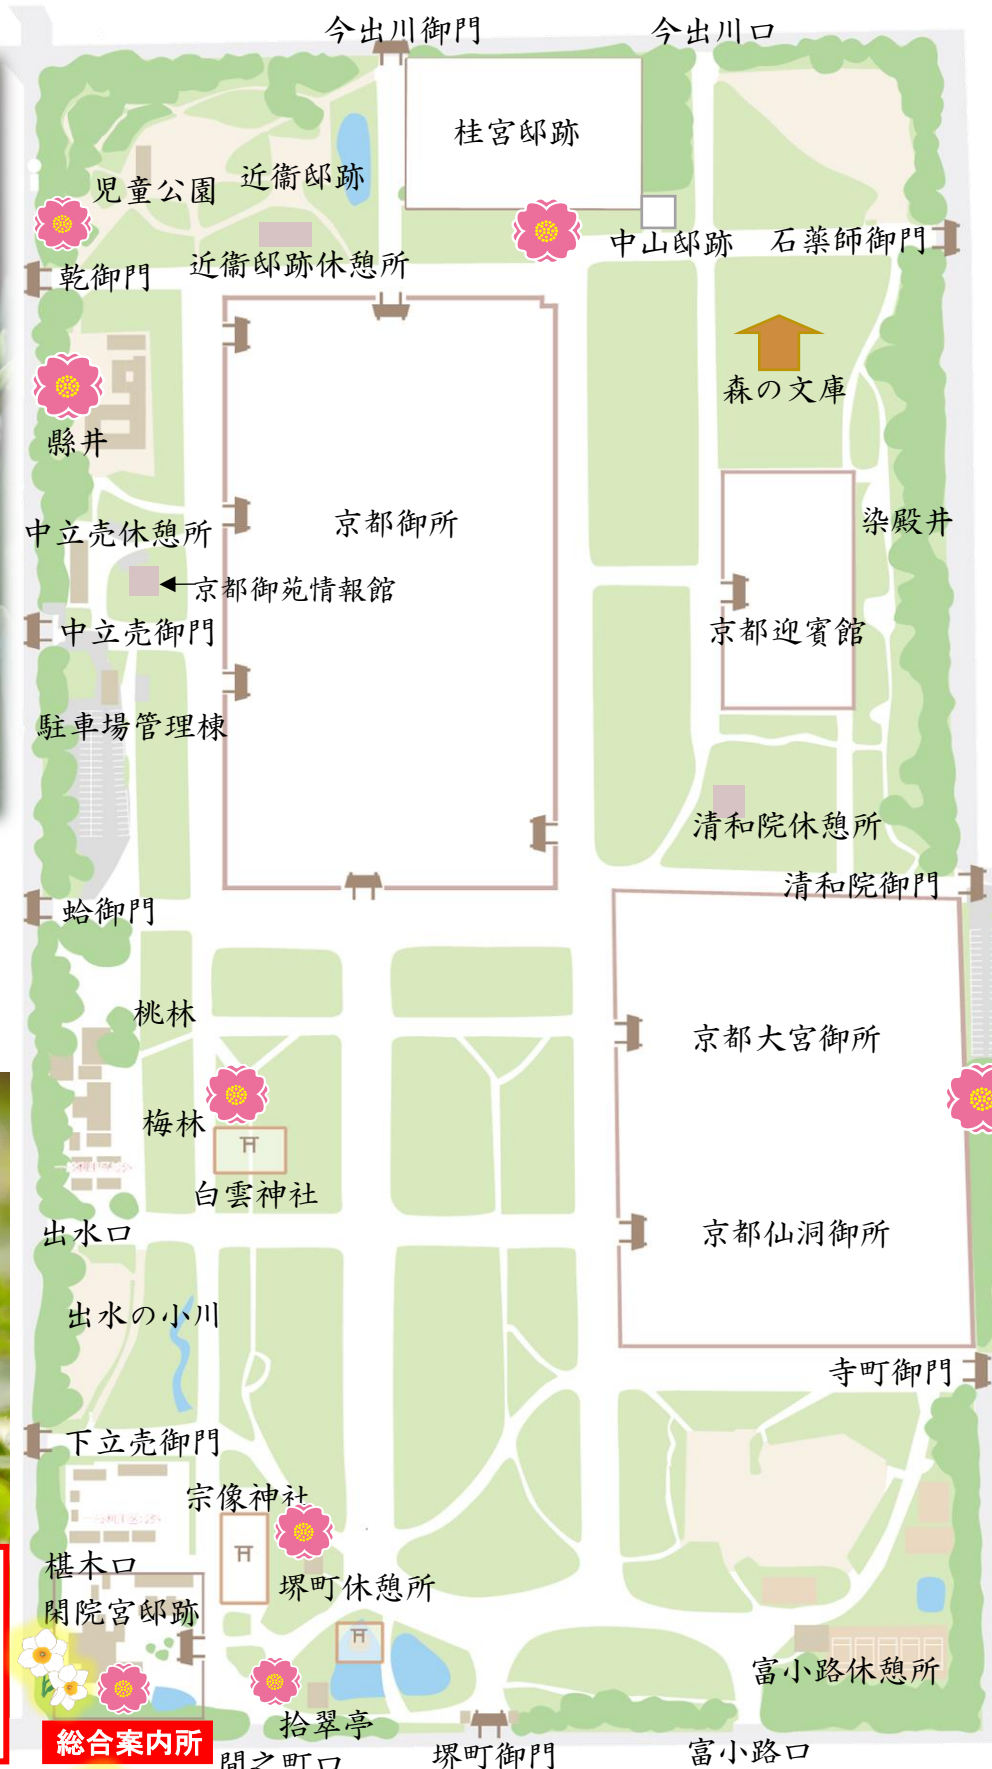 今出川御門
今出川口
桂宮邸跡
児童公園
近衞邸跡
中山邸跡
石薬師御門
乾御門
近衞邸跡休憩所
森の文庫
縣井
中立売休憩所
京都御所
染殿井
京都御苑情報館
中立売御門
京都迎賓館
駐車場管理棟
清和院休憩所
清和院御門
蛤御門
桃林
京都大宮御所
梅林
白雲神社
出水口
京都仙洞御所
出水の小川
寺町御門
下立売御門
宗像神社
椹木口
堺町休憩所
閑院宮邸跡
富小路休憩所
拾翠亭
総合案内所
間之町口
堺町御門
富小路口